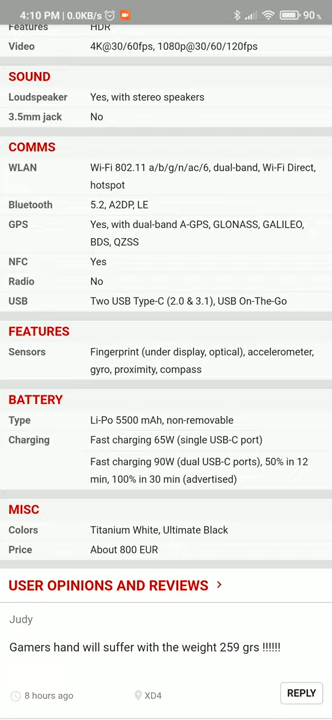 4:10 PM | 0.0KB/s 90%
Features HDR
Video 4K@30/60fps, 1080p@30/60/120fps
SOUND
Loudspeaker Yes, with stereo speakers
3.5mm jack No
COMMS
WLAN Wi-Fi 802.11 a/b/g/n/ac/6, dual-band, Wi-Fi Direct,
hotspot
Bluetooth 5.2, A2DP, LE
GPS Yes, with dual-band A-GPS, GLONASS, GALILEO,
BDS, QZSS
NFC Yes
Radio No
USB Two USB Type-C (2.0 & 3.1), USB On-The-Go
FEATURES
Sensors Fingerprint (under display, optical), accelerometer,
gyro, proximity, compass
BATTERY
Type Li-Po 5500 mAh, non-removable
Charging Fast charging 65W (single USB-C port)
Fast charging 90W (dual USB-C ports), 50% in 12
min, 100% in 30 min (advertised)
MISC
Colors Titanium White, Ultimate Black
Price About 800 EUR
USER OPINIONS AND REVIEWS
Judy
Gamers hand will suffer with the weight 259 grs !!!!!!
8 hours ago XD4 REPLY